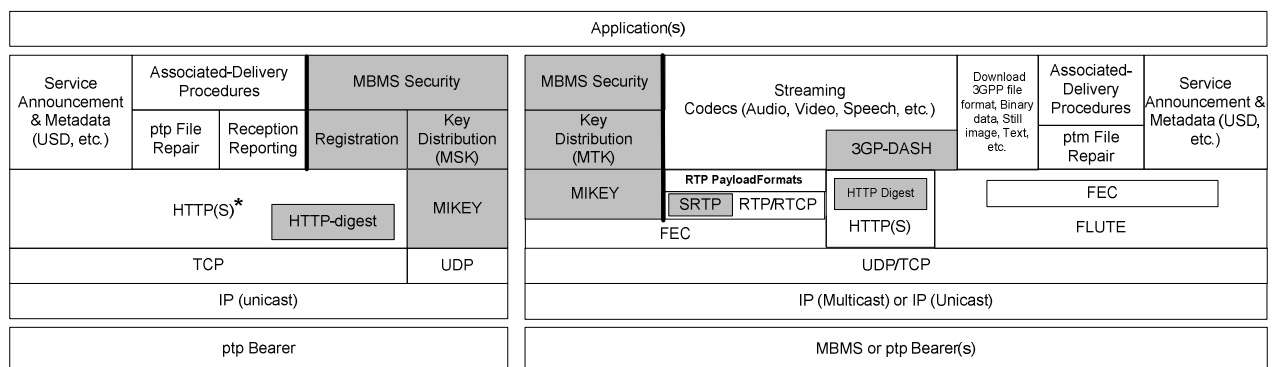 Application(s)
Service
Announcement
& Metadata
(USD, etc.)
Associated-Delivery
Procedures
ptp File
Repair
Reception
Reporting
MBMS Security
Registration
Key
Distribution
(MSK)
HTTP(S)*
HTTP-digest
MIKEY
TCP
UDP
IP (unicast)
ptp Bearer
MBMS Security
Key
Distribution
(MTK)
MIKEY
Streaming
Codecs (Audio, Video, Speech, etc.)
3GP-DASH
RTP PayloadFormats
SRTP
RTP/RTCP
FEC
HTTP Digest
HTTP(S)
Download
3GPP file
format, Binary
data, Still
image, Text,
etc.
Associated-
Delivery
Procedures
ptm File
Repair
Service
Announcement &
Metadata (USD,
etc.)
FEC
FLUTE
UDP/TCP
IP (Multicast) or IP (Unicast)
MBMS or ptp Bearer(s)